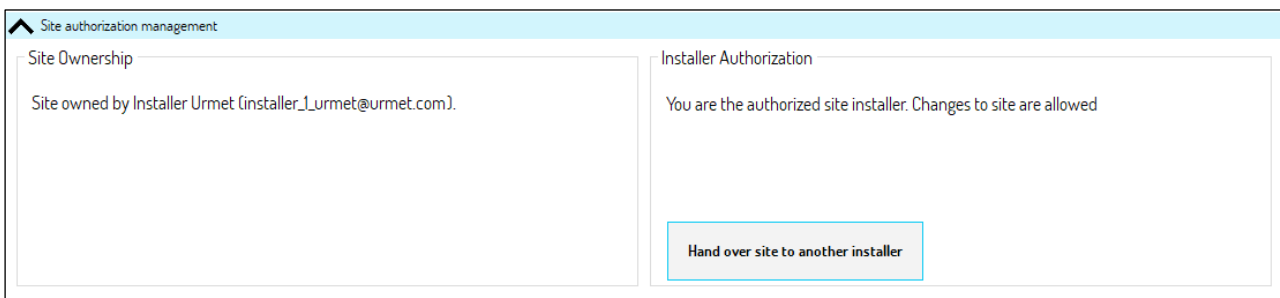 Site authorization management
Site Ownership
Site owned by Installer Urmet (installer_1_urmet@urmet.com).
Installer Authorization
You are the authorized site installer. Changes to site are allowed
Hand over site to another installer